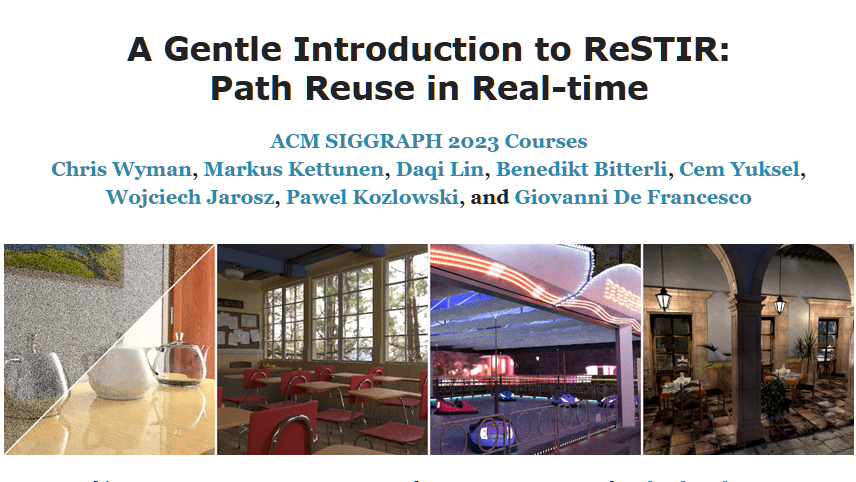 A Gentle Introduction to ReSTIR:
Path Reuse in Real-time
ACM SIGGRAPH 2023 Courses
Chris Wyman, Markus Kettunen, Daqi Lin, Benedikt Bitterli, Cem Yuksel,
Wojciech Jarosz, Pawel Kozlowski, and Giovanni De Francesco